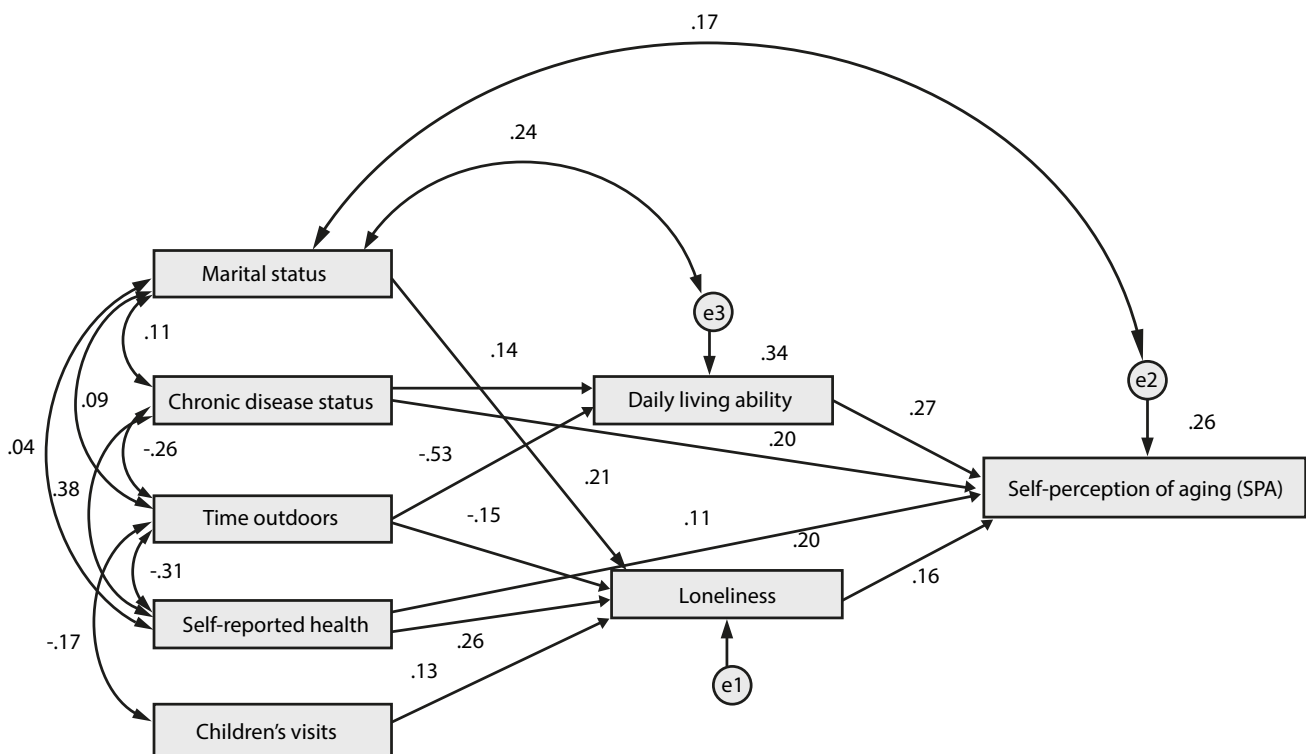 .17
.24
Marital status
e3
.11
.14
.34
e2
Chronic disease status
Daily living ability
.09
.27
.26
.04
-.26
-.53
.20
.38
.21
Self-perception of aging (SPA)
Time outdoors
-.15
.11
.20
-.31
Loneliness
.16
Self-reported health
-.17
.26
.13
e1
Children’s visits